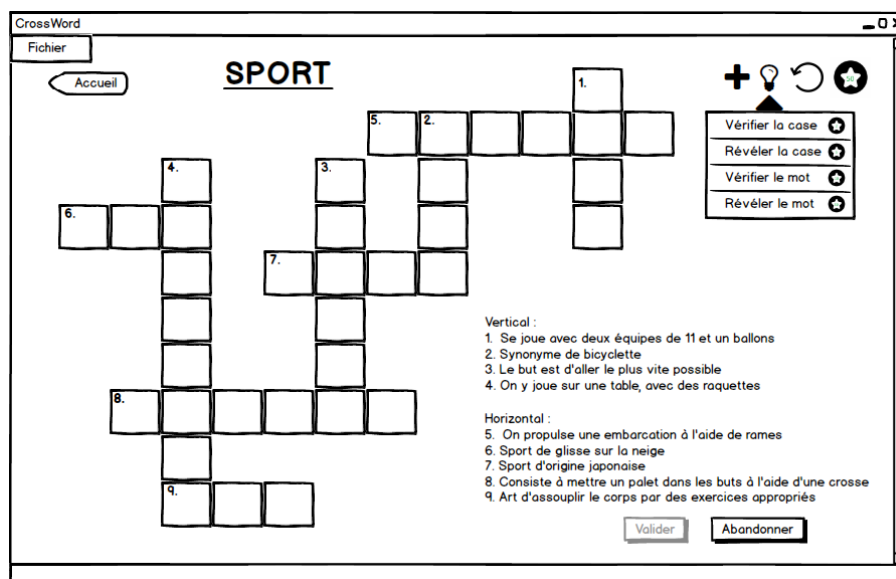 CrossWord
Fichier
Accueil
SPORT
50
Vérifier la case
Révéler la case
Vérifier le mot
Révéler le mot
1.
5. 2.
4. 3.
6.
7.
8.
9.
Vertical :
1. Se joue avec deux équipes de 11 et un ballons
2. Synonyme de bicyclette
3. Le but est d'aller le plus vite possible
4. On y joue sur une table, avec des raquettes
Horizontal :
5. On propulse une embarcation à l'aide de rames
6. Sport de glisse sur la neige
7. Sport d'origine japonaise
8. Consiste à mettre un palet dans les buts à l'aide d'une crosse
9. Art d'assouplir le corps par des exercices appropriés
Valider
Abandonner